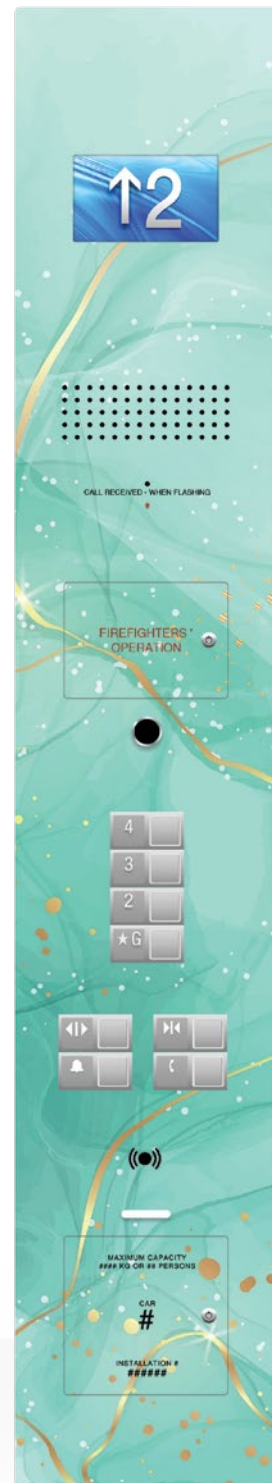 ↑2
CALL RECEIVED - WHEN FLASHING
FIREFIGHTERS'
OPERATION
4
3
2
★G
MAXIMUM CAPACITY
#### KG OR ## PERSONS
CAR
#
INSTALLATION #
######